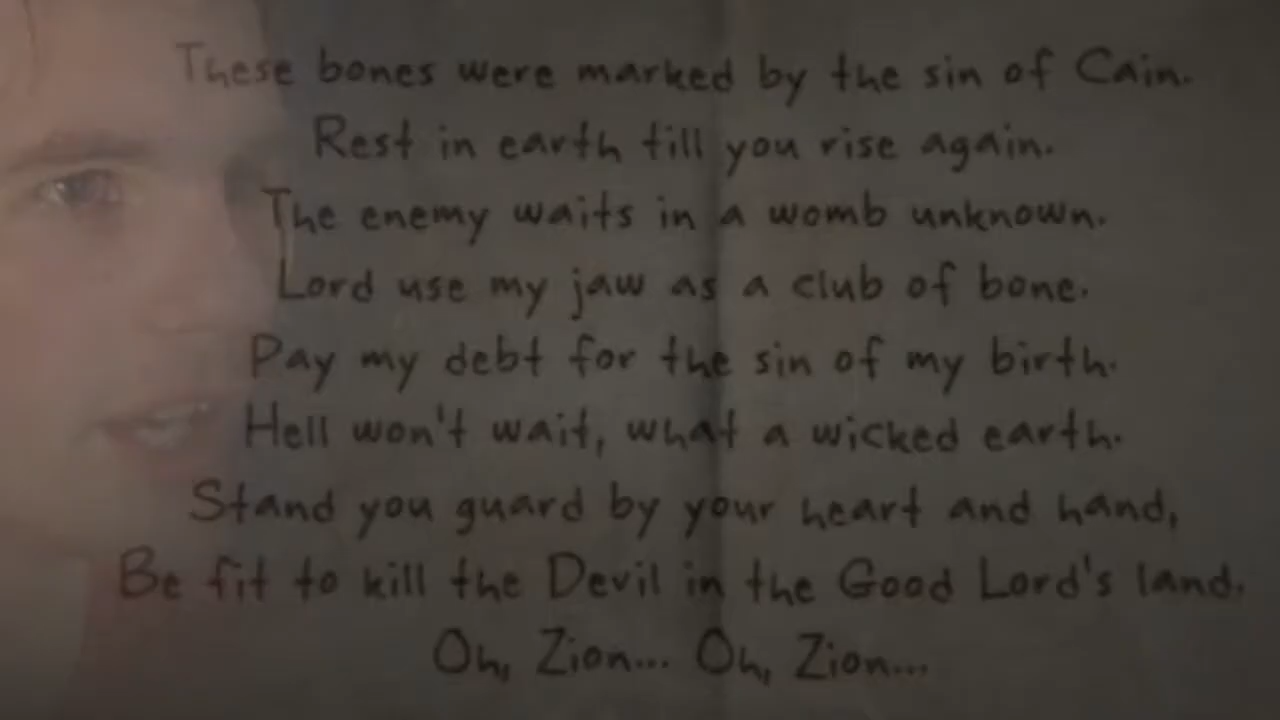 These bones were marked by the sin of Cain.
Rest in earth till you rise again.
The enemy waits in a womb unknown.
Lord use my jaw as a club of bone.
Pay my debt for the sin of my birth.
Hell won't wait, what a wicked earth.
Stand you guard by your heart and hand,
Be fit to kill the Devil in the Good Lord's land.
Oh, Zion... Oh, Zion...